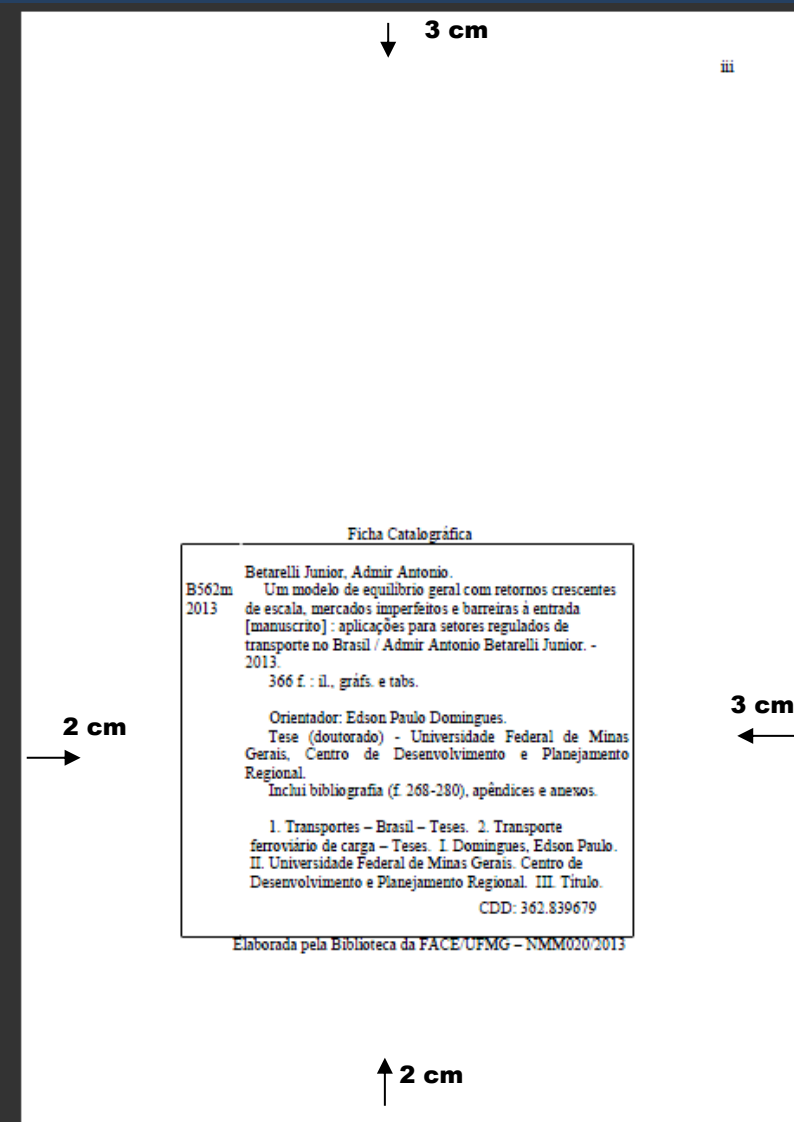 3 cm
iii
Ficha Catalográfica
Betarelli Junior, Admir Antonio.
B562m Um modelo de equilíbrio geral com retornos crescentes
2013 de escala, mercados imperfeitos e barreiras à entrada
[manuscrito] : aplicações para setores regulados de
transporte no Brasil / Admir Antonio Betarelli Junior. -
2013.
366 f. : il., gráfs. e tabs.
Orientador: Edson Paulo Domingues.
Tese (doutorado) - Universidade Federal de Minas
Gerais, Centro de Desenvolvimento e Planejamento
Regional.
Inclui bibliografia (f. 268-280), apêndices e anexos.
1. Transportes – Brasil – Teses. 2. Transporte
ferroviário de carga – Teses. I. Domingues, Edson Paulo.
II. Universidade Federal de Minas Gerais. Centro de
Desenvolvimento e Planejamento Regional. III. Título.
CDD: 362.839679
Elaborada pela Biblioteca da FACE/UFMG – NMM020/2013
2 cm
3 cm
2 cm